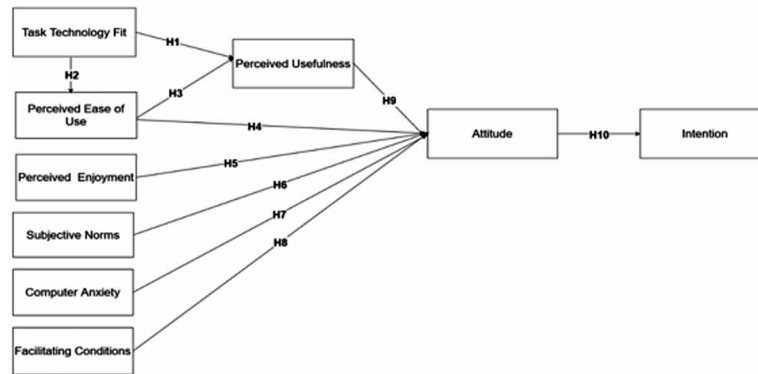 Task Technology Fit
H1
Perceived Usefulness
H2
H3
Perceived Ease of
Use
H9
H4
Attitude
H10
Intention
H5
Perceived Enjoyment
H6
H7
Subjective Norms
H8
Computer Anxiety
Facilitating Conditions